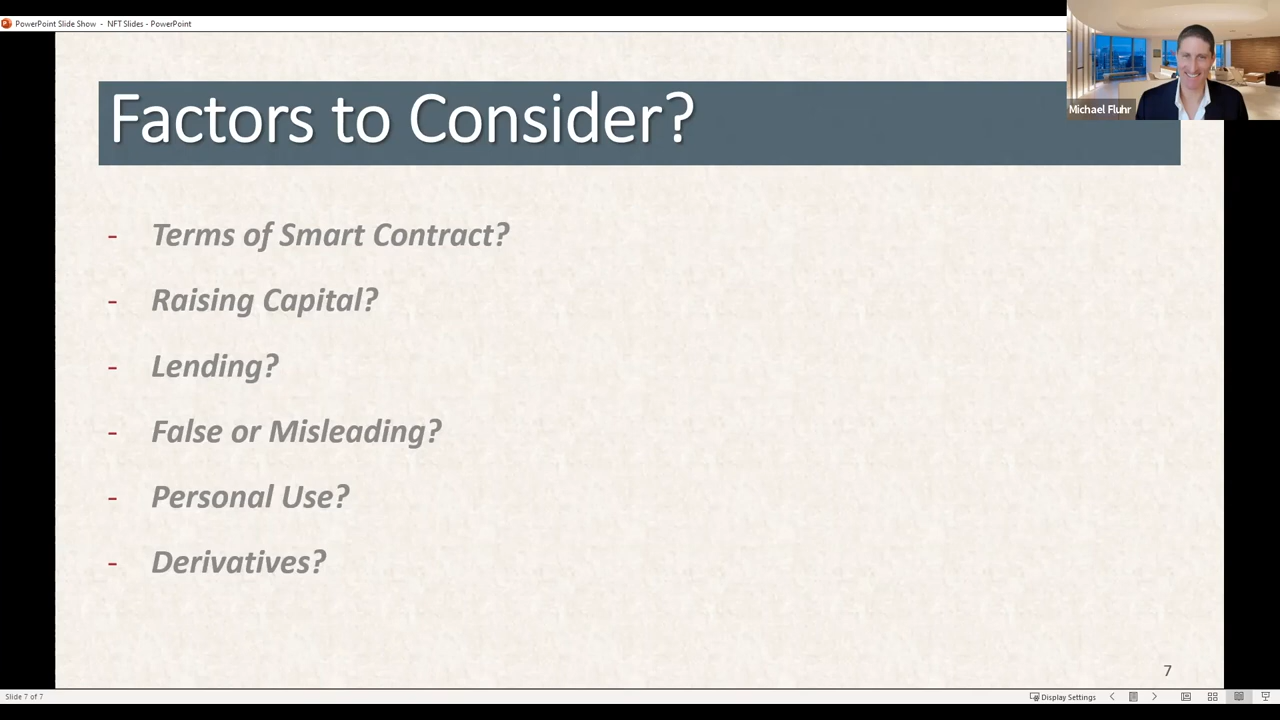 PowerPoint Slide Show - NFT Slides - PowerPoint
Michael Fluhr
Factors to Consider?
- Terms of Smart Contract?
- Raising Capital?
- Lending?
- False or Misleading?
- Personal Use?
- Derivatives?
7
Slide 7 of 7
Display Settings